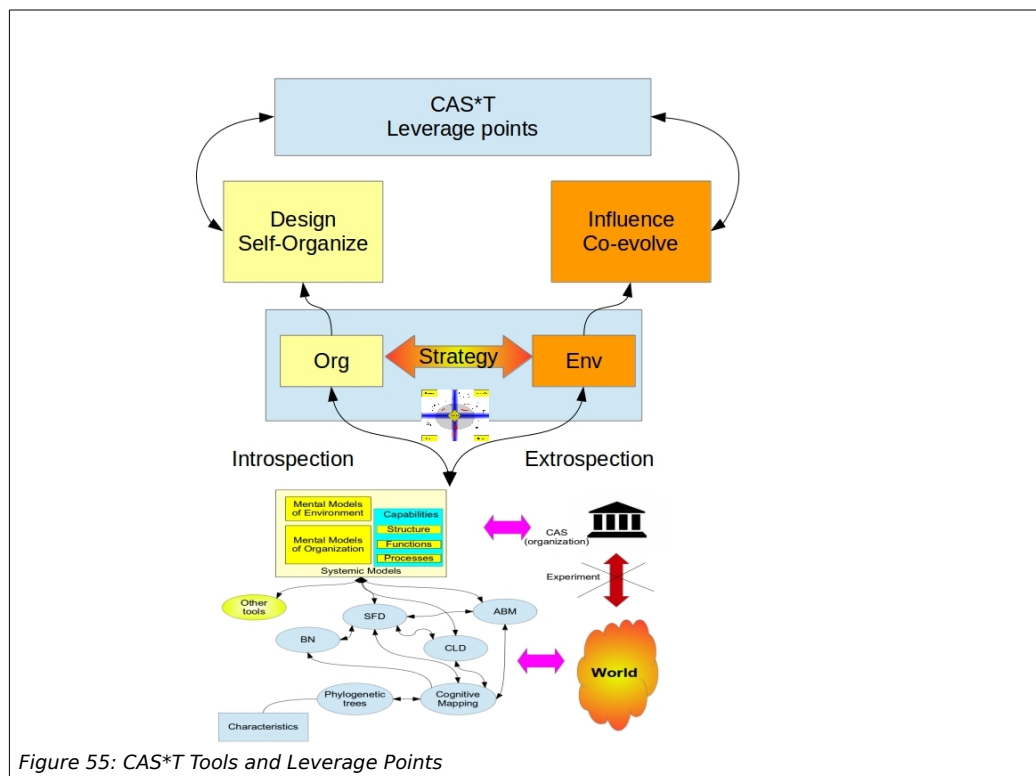 CAS*T
Leverage points
Design
Self-Organize
Influence
Co-evolve
Org
Strategy
Env
Introspection
Extrospection
Mental Models
of Environment
Mental Models
of Organization
Capabilities
Structure
Functions
Processes
Systemic Models
CAS
(organization)
Experiment
Other
tools
SFD
ABM
BN
CLD
World
Phylogenetic
trees
Cognitive
Mapping
Characteristics
Figure 55: CAS*T Tools and Leverage Points